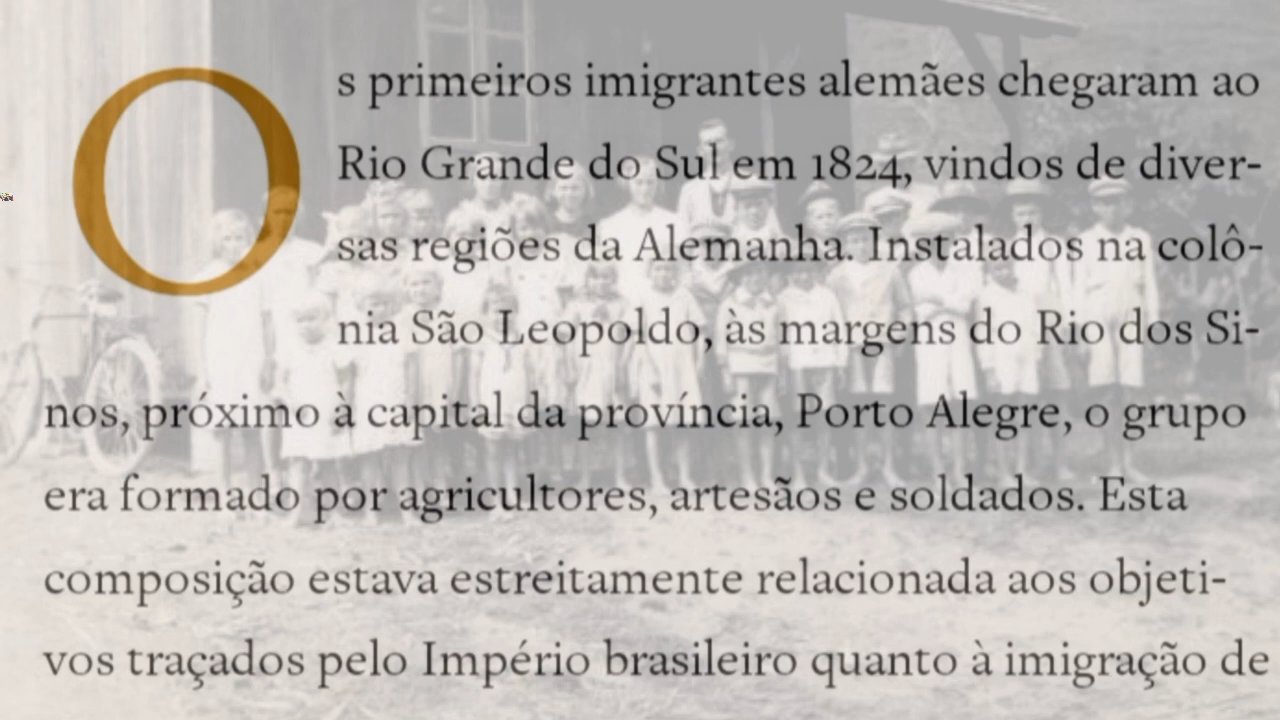 Os primeiros imigrantes alemães chegaram ao
Rio Grande do Sul em 1824, vindos de diver-
sas regiões da Alemanha. Instalados na colô-
nia São Leopoldo, às margens do Rio dos Si-
nos, próximo à capital da província, Porto Alegre, o grupo
era formado por agricultores, artesãos e soldados. Esta
composição estava estreitamente relacionada aos objeti-
vos traçados pelo Império brasileiro quanto à imigração de